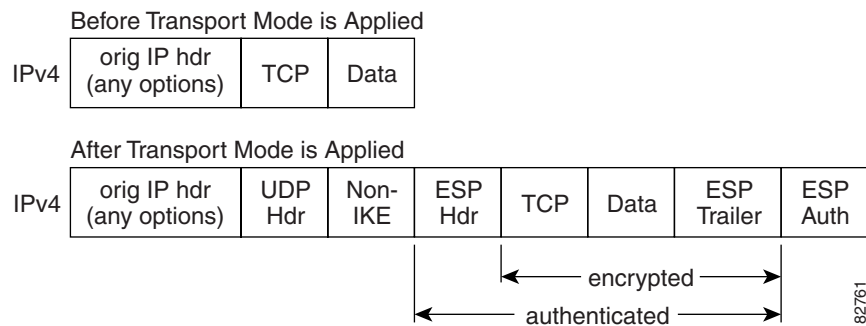 Before Transport Mode is Applied
IPv4
orig IP hdr
(any options)
TCP
Data
After Transport Mode is Applied
IPv4
orig IP hdr
(any options)
UDP
Hdr
Non-
IKE
ESP
Hdr
TCP
Data
ESP
Trailer
ESP
Auth
encrypted
authenticated
82761